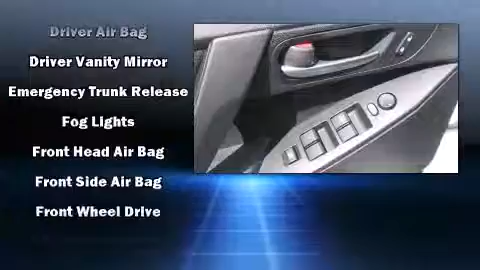 Driver Air Bag
Driver Vanity Mirror
Emergency Trunk Release
Fog Lights
Front Head Air Bag
Front Side Air Bag
Front Wheel Drive